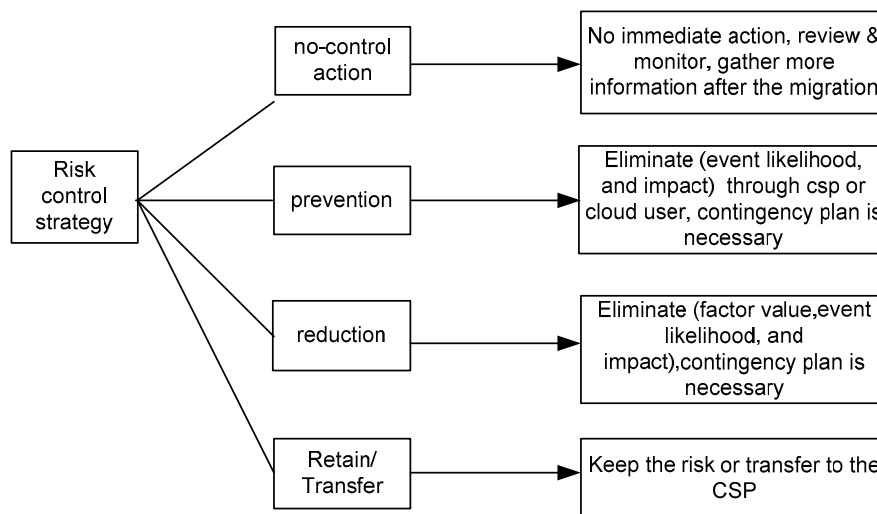 Risk
control
strategy
no-control
action
No immediate action, review &
monitor, gather more
information after the migration
prevention
Eliminate (event likelihood,
and impact) through csp or
cloud user, contingency plan is
necessary
reduction
Eliminate (factor value,event
likelihood, and
impact),contingency plan is
necessary
Retain/
Transfer
Keep the risk or transfer to the
CSP